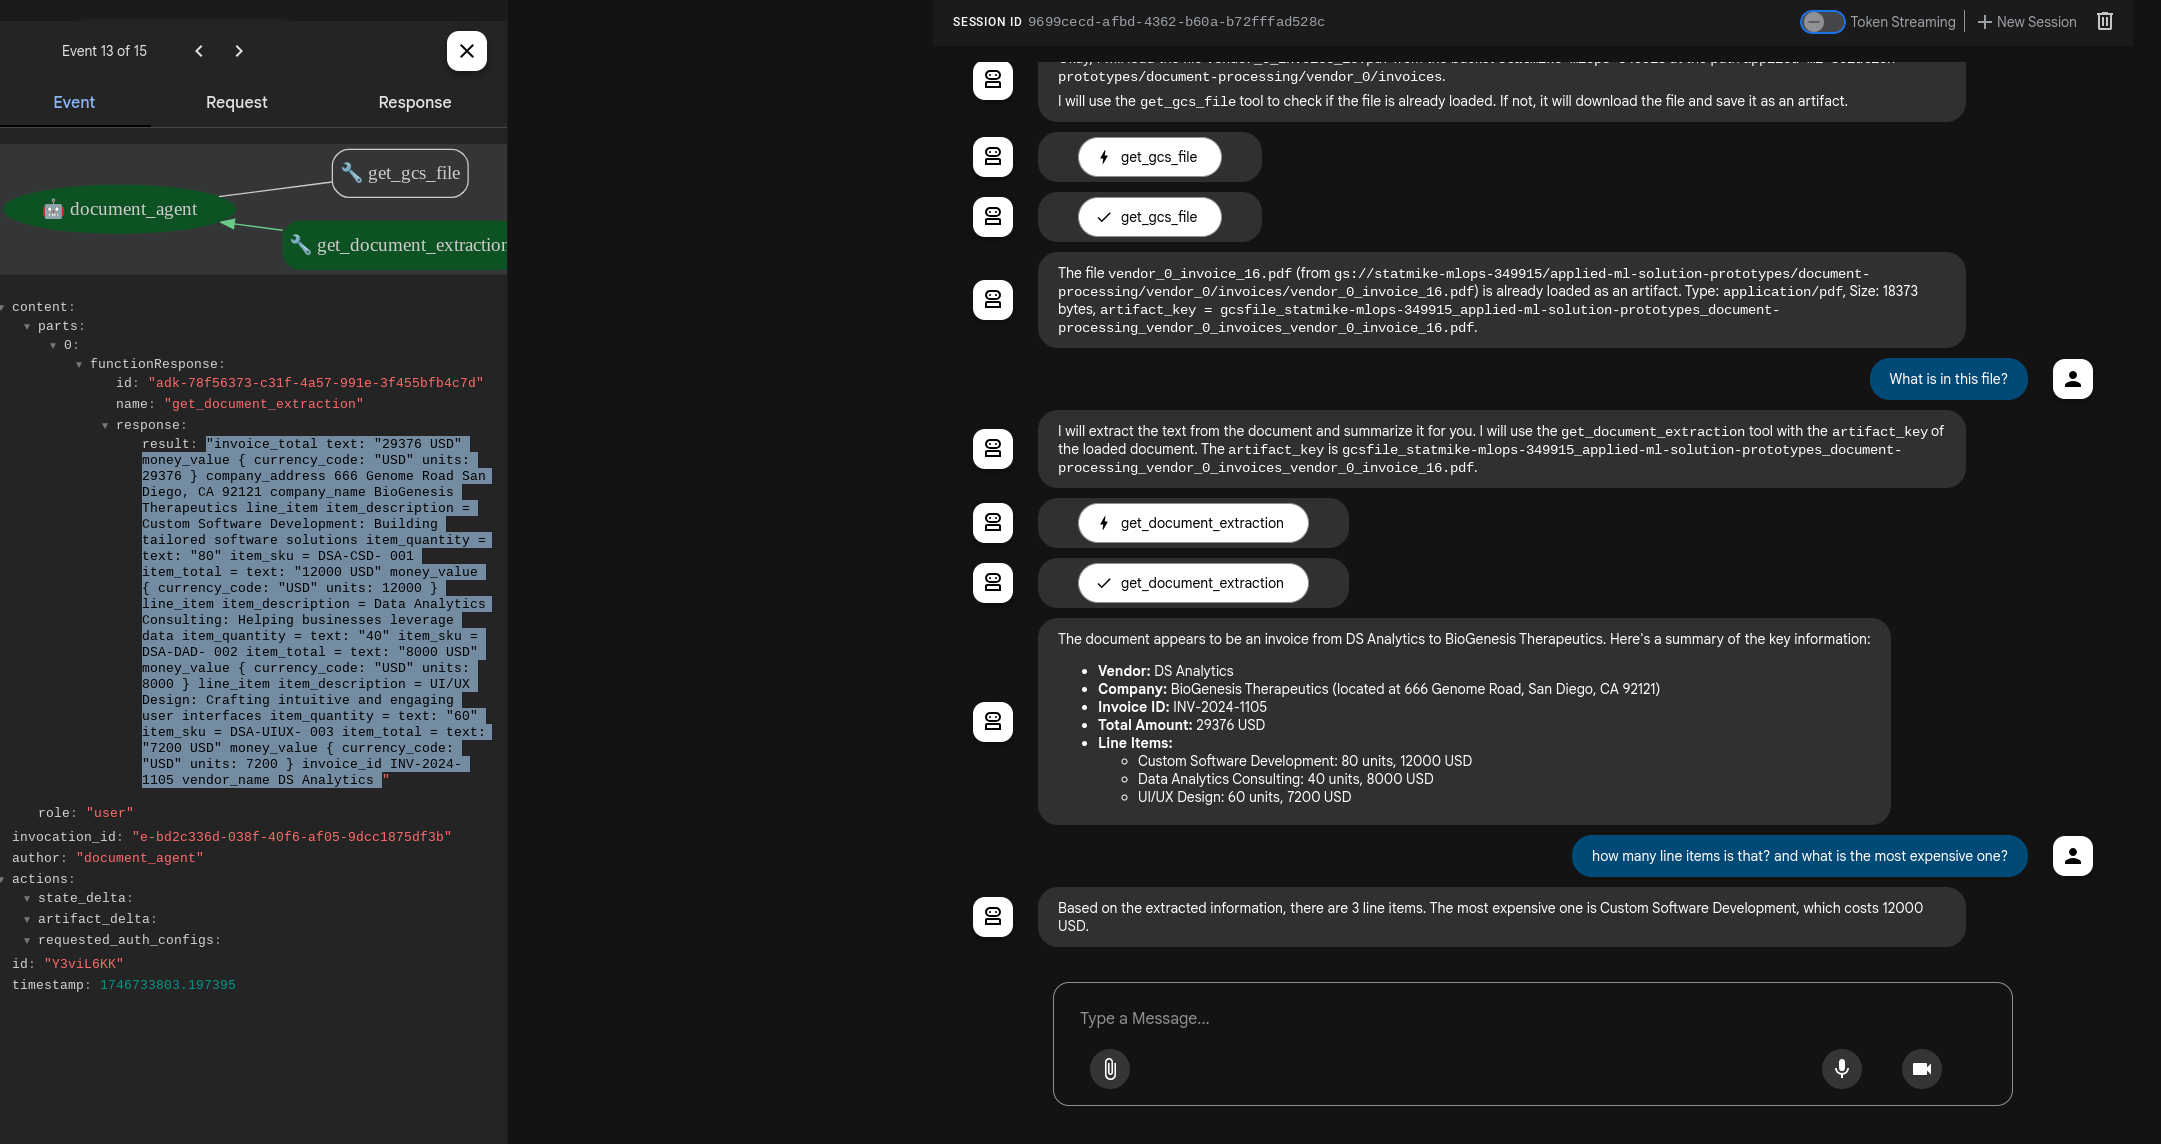 Event 13 of 15
Event Request Response
get_gcs_file
document_agent
get_document_extraction
content:
parts:
0:
functionResponse:
id: "adk-78f56373-c31f-4a57-991e-3f455bfb4c7d"
name: "get_document_extraction"
response:
result: "invoice_total text: "29376 USD"
money_value { currency_code: "USD" units:
29376 } company_address 666 Genome Road San
Diego, CA 92121 company_name BioGenesis
Therapeutics line_item item_description =
Custom Software Development: Building
tailored software solutions item_quantity =
text: "80" item_sku = DSA-CSD- 001
item_total = text: "12000 USD" money_value
{ currency_code: "USD" units: 12000 }
line_item item_description = Data Analytics
Consulting: Helping businesses leverage
data item_quantity = text: "40" item_sku =
DSA-DAD- 002 item_total = text: "8000 USD"
money_value { currency_code: "USD" units:
8000 } line_item item_description = UI/UX
Design: Crafting intuitive and engaging
user interfaces item_quantity = text: "60"
item_sku = DSA-UIUX- 003 item_total = text:
"7200 USD" money_value { currency_code:
"USD" units: 7200 } invoice_id INV-2024-
1105 vendor_name DS Analytics "
role: "user"
invocation_id: "e-bd2c336d-038f-40f6-af05-9dcc1875df3b"
author: "document_agent"
actions:
state_delta:
artifact_delta:
requested_auth_configs:
id: "Y3viL6KK"
timestamp: 1746733803.197395
SESSION ID 9699cecd-afbd-4362-b60a-b72fffad528c
Token Streaming
New Session
prototypes/document-processing/vendor_0/invoices.
I will use the get_gcs_file tool to check if the file is already loaded. If not, it will download the file and save it as an artifact.
get_gcs_file
get_gcs_file
The file vendor_0_invoice_16.pdf (from gs://statmike-mlops-349915/applied-ml-solution-prototypes/document-
processing/vendor_0/invoices/vendor_0_invoice_16.pdf) is already loaded as an artifact. Type: application/pdf, Size: 18373
bytes, artifact_key = gcsfile_statmike-mlops-349915_applied-ml-solution-prototypes_document-
processing_vendor_0_invoices_vendor_0_invoice_16.pdf.
What is in this file?
I will extract the text from the document and summarize it for you. I will use the get_document_extraction tool with the artifact_key of
the loaded document. The artifact_key is gcsfile_statmike-mlops-349915_applied-ml-solution-prototypes_document-
processing_vendor_0_invoices_vendor_0_invoice_16.pdf.
get_document_extraction
get_document_extraction
The document appears to be an invoice from DS Analytics to BioGenesis Therapeutics. Here's a summary of the key information:
• Vendor: DS Analytics
• Company: BioGenesis Therapeutics (located at 666 Genome Road, San Diego, CA 92121)
• Invoice ID: INV-2024-1105
• Total Amount: 29376 USD
• Line Items:
◦ Custom Software Development: 80 units, 12000 USD
◦ Data Analytics Consulting: 40 units, 8000 USD
◦ UI/UX Design: 60 units, 7200 USD
how many line items is that? and what is the most expensive one?
Based on the extracted information, there are 3 line items. The most expensive one is Custom Software Development, which costs 12000
USD.
Type a Message...